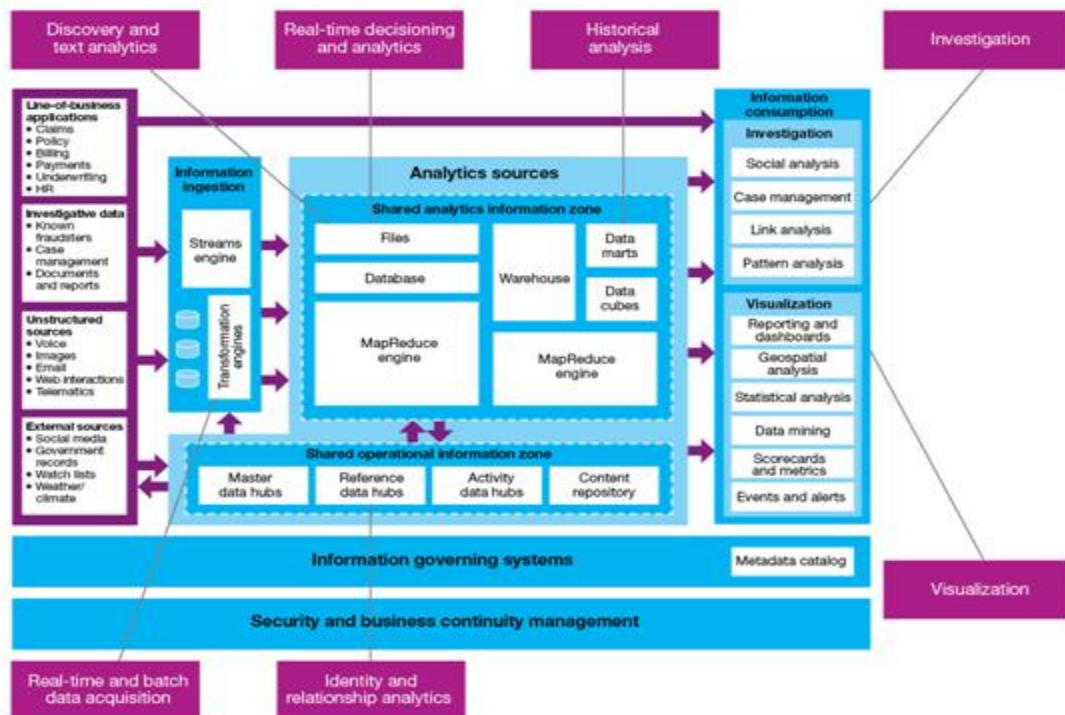 Discovery and
text analytics
Real-time decisioning
and analytics
Historical
analysis
Investigation
Line-of-business
applications
• Claims
• Policy
• Billing
• Payments
• Underwriting
• HR
Investigative data
• Known
fraudsters
• Case
management
• Documents
and reports
Unstructured
sources
• Voice
• Images
• Email
• Web interactions
• Telematics
External sources
• Social media
• Government
records
• Watch lists
• Weather/
climate
Information
ingestion
Streams
engine
Transformation
engines
Analytics sources
Shared analytics information zone
Files
Database
MapReduce
engine
Warehouse
Data
marts
Data
cubes
MapReduce
engine
Shared operational information zone
Master
data hubs
Reference
data hubs
Activity
data hubs
Content
repository
Information
consumption
Investigation
Social analysis
Case management
Link analysis
Pattern analysis
Visualization
Reporting and
dashboards
Geospatial
analysis
Statistical analysis
Data mining
Scorecards
and metrics
Events and alerts
Information governing systems
Metadata catalog
Security and business continuity management
Visualization
Real-time and batch
data acquisition
Identity and
relationship analytics